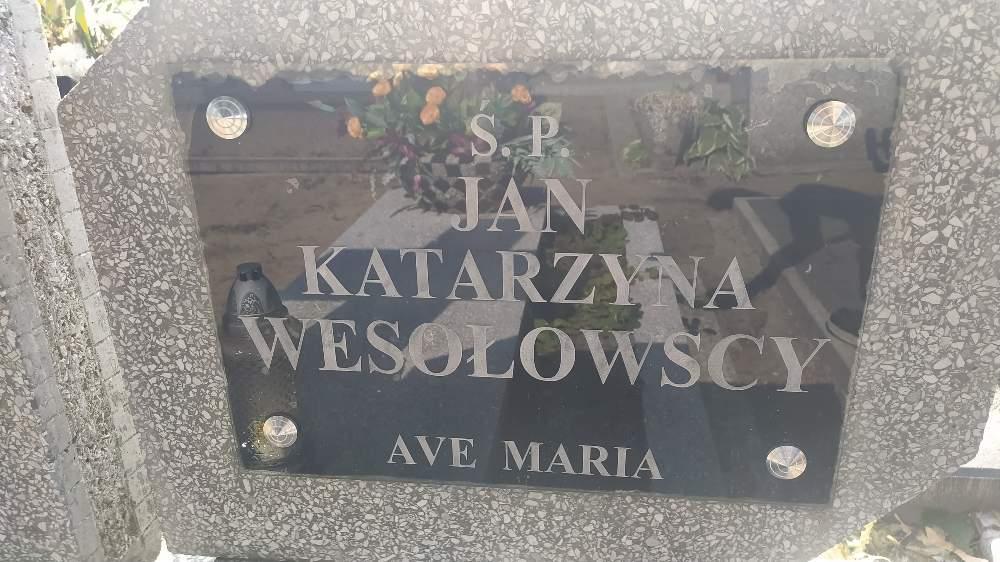 S. P.
JAN
KATARZYNA
WESOŁOWSCY
AVE MARIA